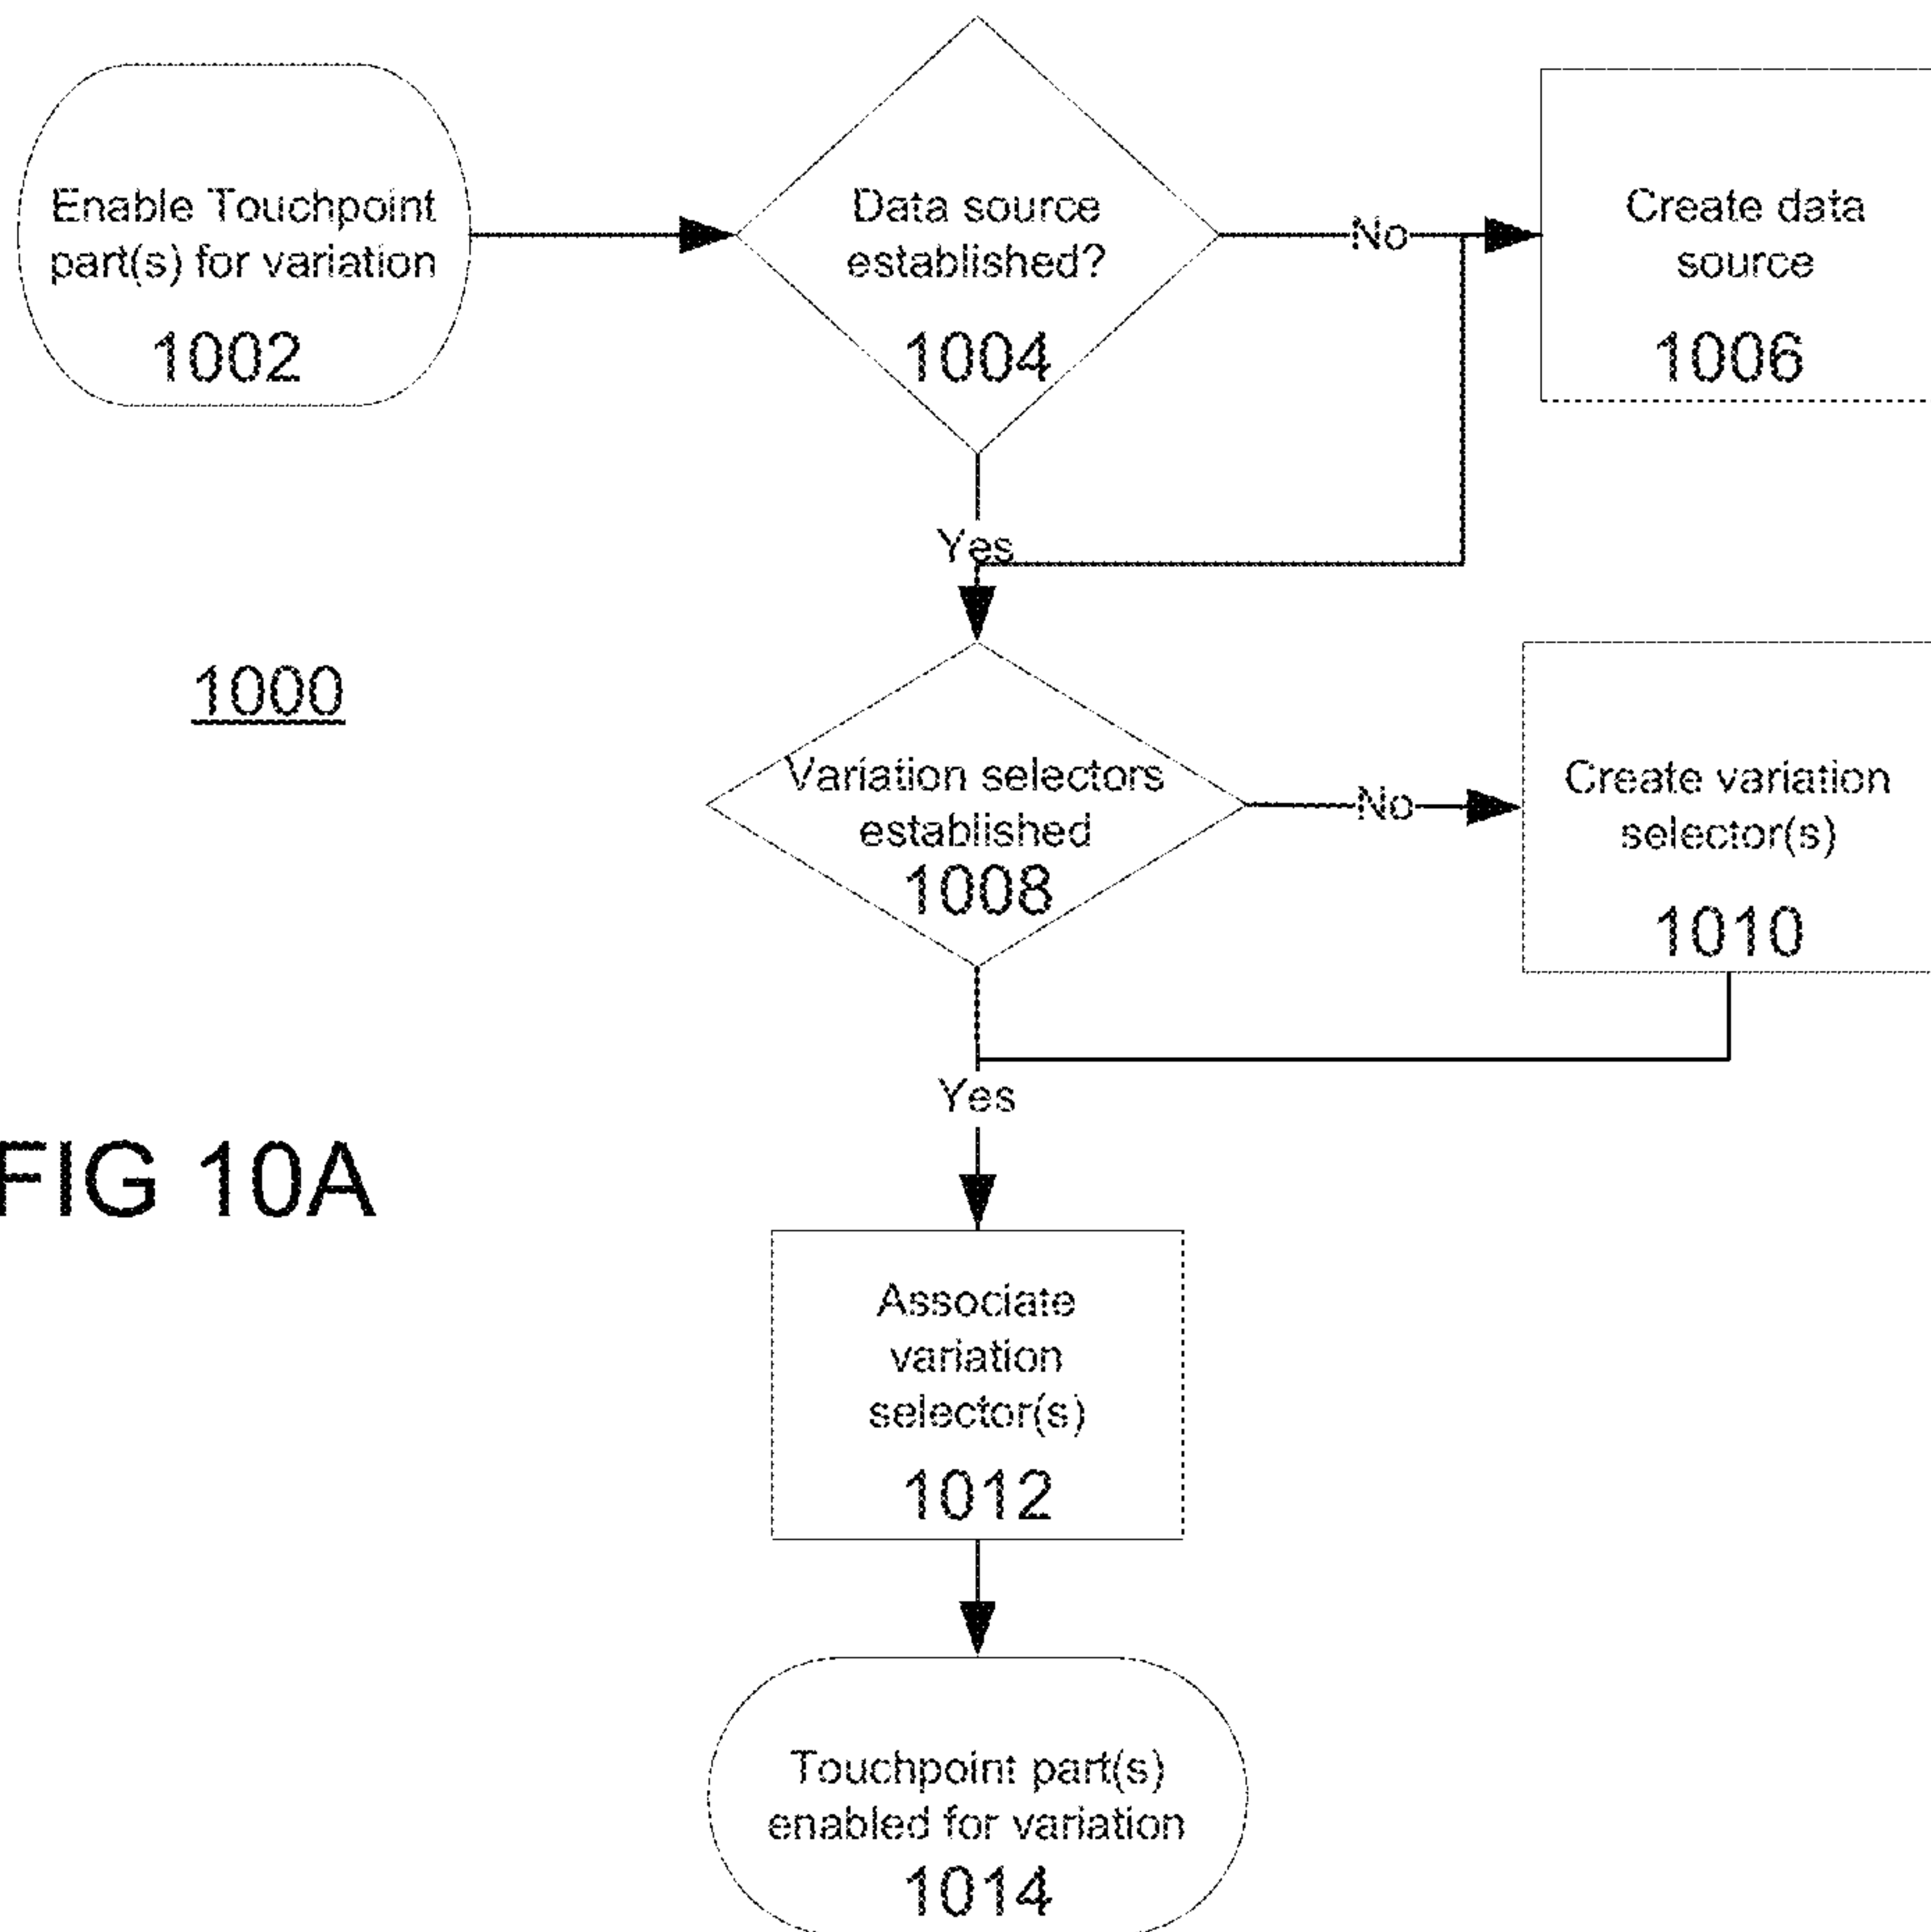 Enable Touchpoint
part(s) for variation
1002
Data source
established?
1004
No
Create data
source
1006
Yes
1000
Variation selectors
established
1008
No
Create variation
selector(s)
1010
Yes
FIG 10A
Associate
variation
selector(s)
1012
Touchpoint part(s)
enabled for variation
1014